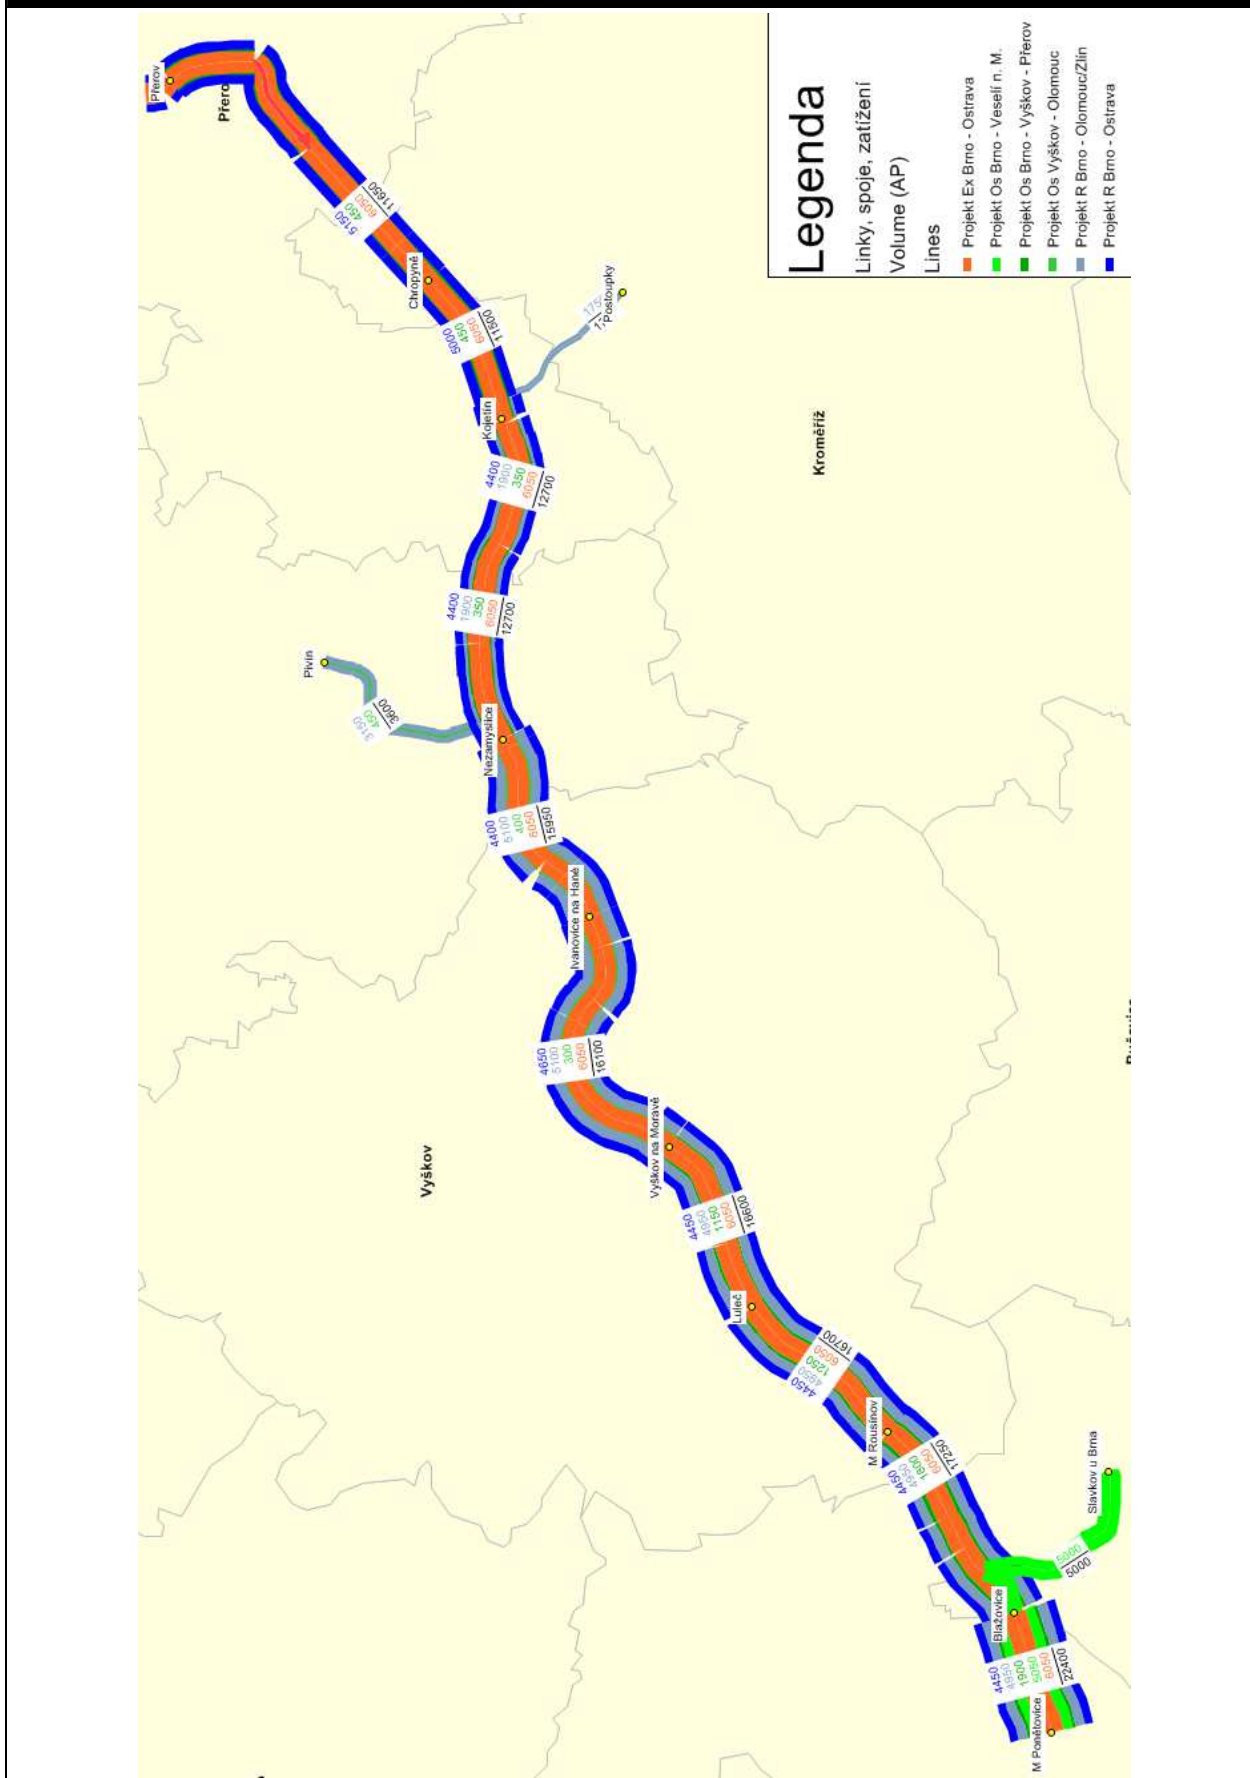 Legenda
Linky, spoje, zatížení
Volume (AP)
Lines
Projekt Ex Brno - Ostrava
Projekt Os Brno - Veselí n. M.
Projekt Os Brno - Vyškov - Přerov
Projekt Os Vyškov - Olomouc
Projekt R Brno - Olomouc/Zlín
Projekt R Brno - Ostrava
M Ponětovice
4450
4950
1900
5050
6050
22400
Blažovice
5000
5000
Slavkov u Brna
4450
4950
1800
6050
17250
M Rousínov
4450
4950
1250
6050
16700
Luleč
4450
4950
1150
6050
16600
Vyškov na Moravě
Vyškov
4650
5100
300
6050
16100
Ivanovice na Hané
4400
5100
400
6050
15950
Nezamyslice
3150
450
3600
Pivín
4400
1900
350
6050
12700
4400
1900
350
6050
12700
Kojetín
Kroměříž
Postoupky
5000
450
6050
11500
Chropyně
5150
450
6050
11650
Přero
Přerov